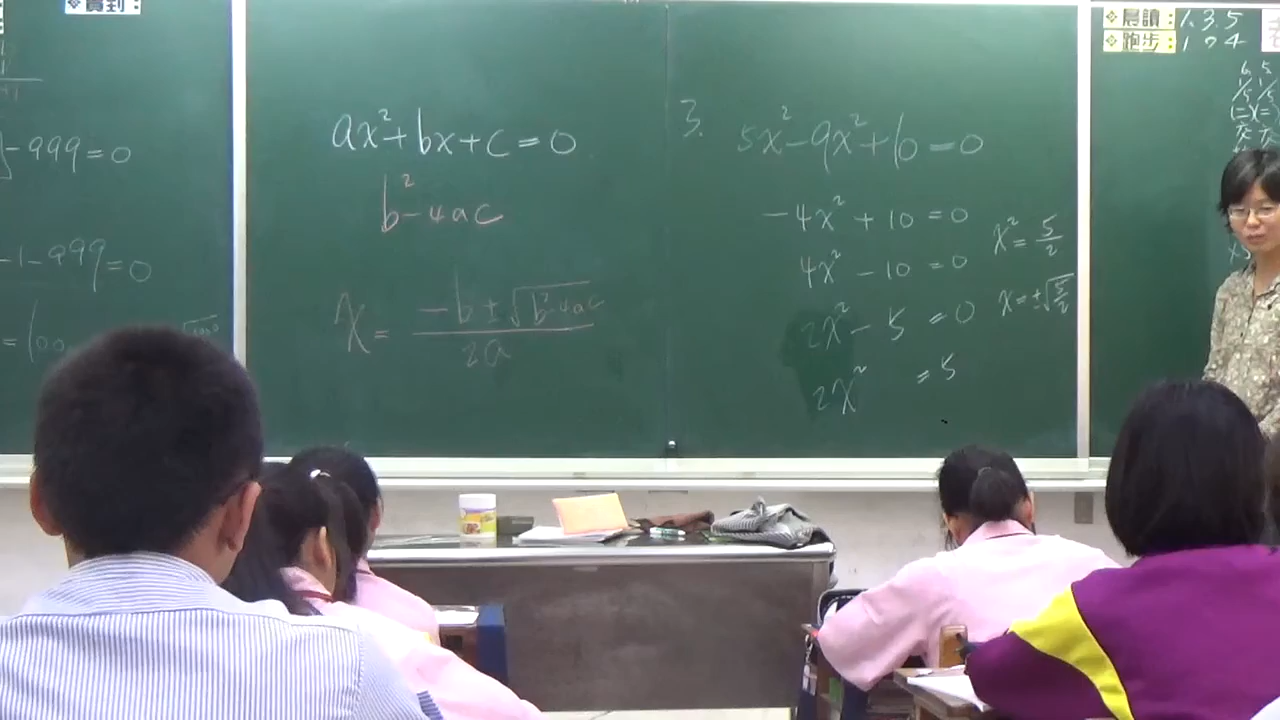 實到:
-999=0
-1-999=0
ax²+bx+c=0
b²-4ac
x= -b±√b²-4ac / 2a
3. 5x²-9x²+10=0
-4x²+10=0
4x²-10=0
2x²-5=0
2x² =5
x²=5/2
x=±√5/2
晨讀: 1.3.5
跑步: 1 2 4